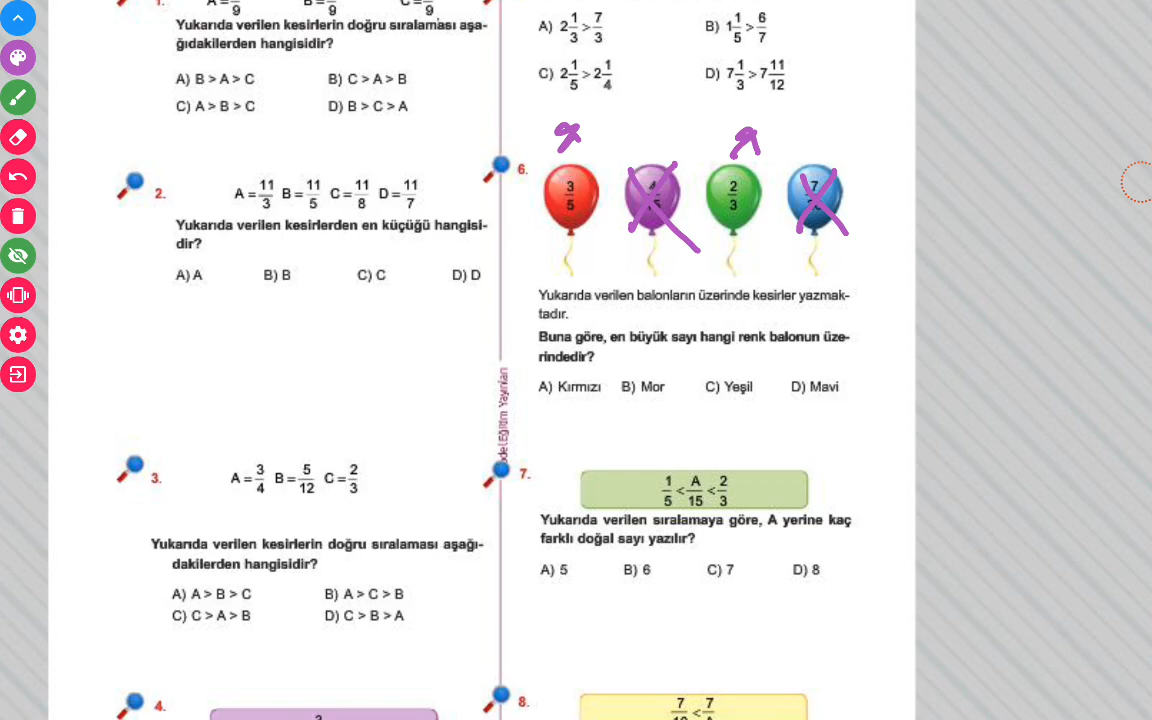 1.
Yukarıda verilen kesirlerin doğru sıralaması aşa-
ğıdakilerden hangisidir?
A) B > A > C B) C > A > B
C) A > B > C D) B > C > A
2.
A = 11/3 B = 11/5 C = 11/8 D = 11/7
Yukarıda verilen kesirlerden en küçüğü hangisi-
dir?
A) A B) B C) C D) D
3.
A = 3/4 B = 5/12 C = 2/3
Yukarıda verilen kesirlerin doğru sıralaması aşağı-
dakilerden hangisidir?
A) A > B > C B) A > C > B
C) C > A > B D) C > B > A
4.
Eğitim Yayınları
A) 2 1/3 > 7/3 B) 1 1/5 > 6/7
C) 2 1/5 > 2 1/4 D) 7 1/3 > 7 11/12
6.
3/5 2/3
Yukarıda verilen balonların üzerinde kesirler yazmak-
tadır.
Buna göre, en büyük sayı hangi renk balonun üze-
rindedir?
A) Kırmızı B) Mor C) Yeşil D) Mavi
7.
1/5 < A/15 < 2/3
Yukarıda verilen sıralamaya göre, A yerine kaç
farklı doğal sayı yazılır?
A) 5 B) 6 C) 7 D) 8
8.